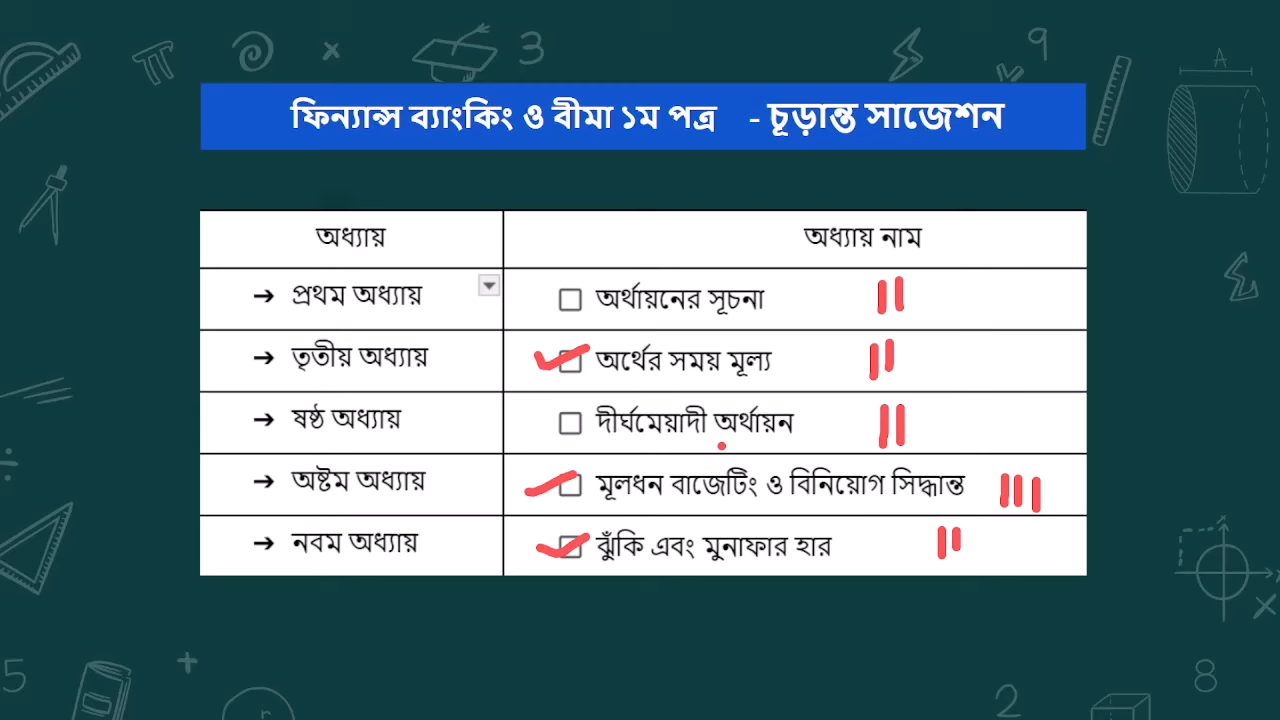 ফিন্যান্স ব্যাংকিং ও বীমা ১ম পত্র - চূড়ান্ত সাজেশন
অধ্যায় অধ্যায় নাম
→ প্রথম অধ্যায় অর্থায়নের সূচনা
→ তৃতীয় অধ্যায় অর্থের সময় মূল্য
→ ষষ্ঠ অধ্যায় দীর্ঘমেয়াদী অর্থায়ন
→ অষ্টম অধ্যায় মূলধন বাজেটিং ও বিনিয়োগ সিদ্ধান্ত
→ নবম অধ্যায় ঝুঁকি এবং মুনাফার হার